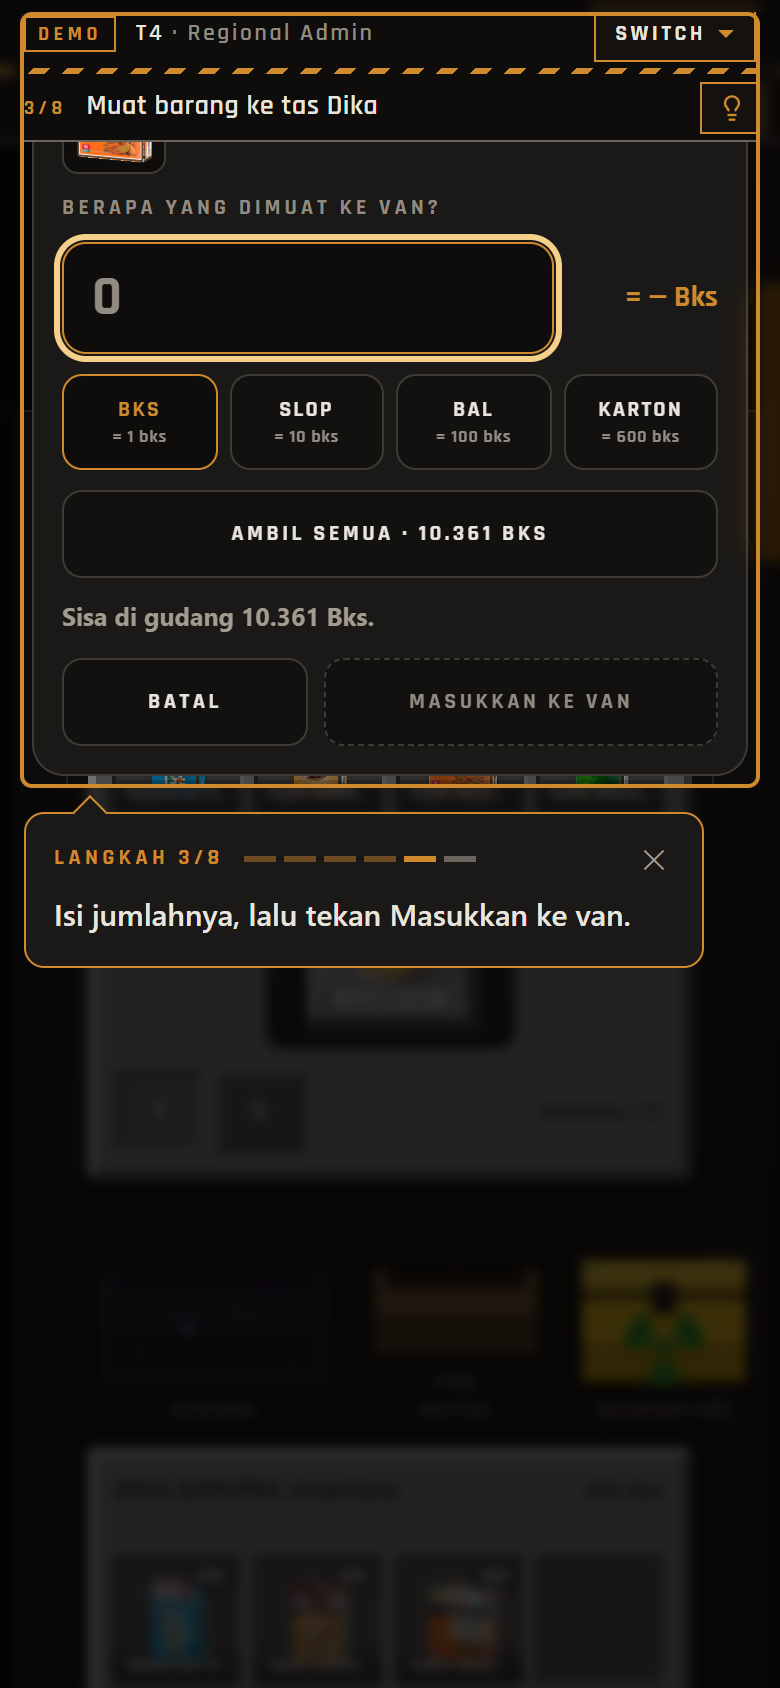 DEMO T4 · Regional Admin SWITCH
3/8 Muat barang ke tas Dika
BERAPA YANG DIMUAT KE VAN?
0 = — Bks
BKS SLOP BAL KARTON
= 1 bks = 10 bks = 100 bks = 600 bks
AMBIL SEMUA · 10.361 BKS
Sisa di gudang 10.361 Bks.
BATAL MASUKKAN KE VAN
LANGKAH 3/8
Isi jumlahnya, lalu tekan Masukkan ke van.